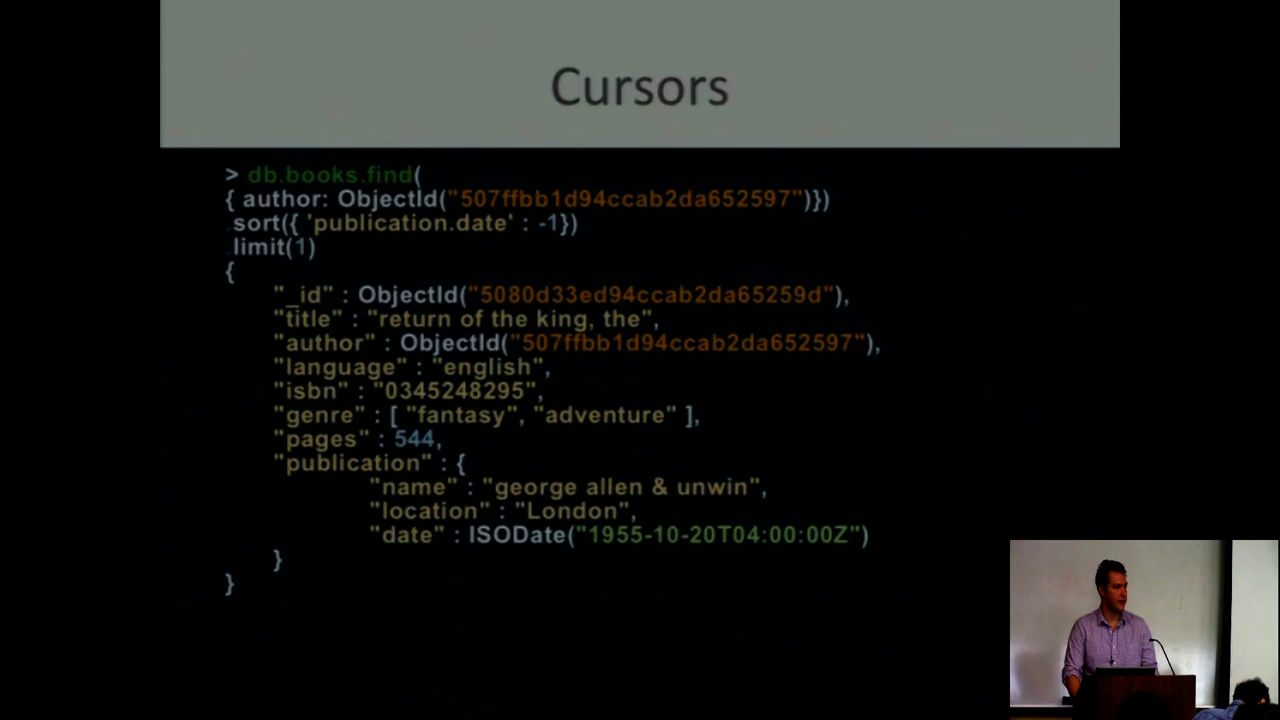 Cursors
> db.books.find(
{ author: ObjectId("507ffbb1d94ccab2da652597")})
.sort({ 'publication.date' : -1})
.limit(1)
{
"_id" : ObjectId("5080d33ed94ccab2da65259d"),
"title" : "return of the king, the",
"author" : ObjectId("507ffbb1d94ccab2da652597"),
"language" : "english",
"isbn" : "0345248295",
"genre" : [ "fantasy", "adventure" ],
"pages" : 544,
"publication" : {
"name" : "george allen & unwin",
"location" : "London",
"date" : ISODate("1955-10-20T04:00:00Z")
}
}